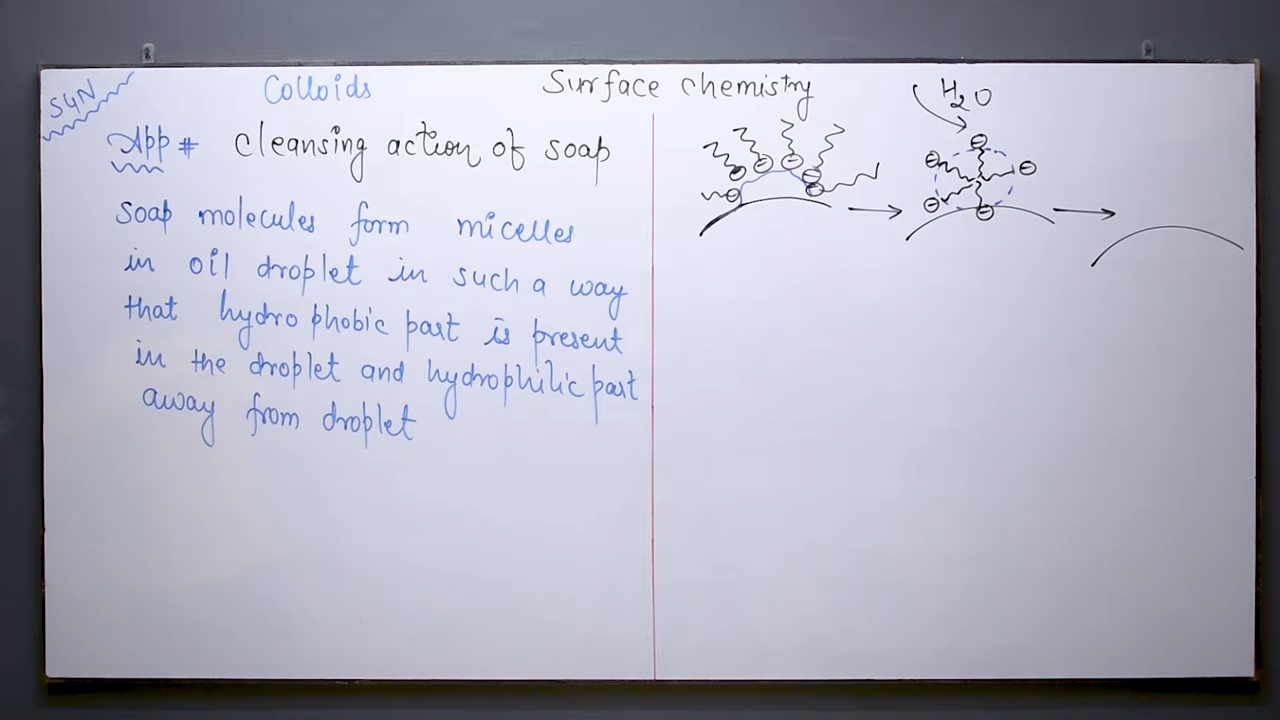 SGN
Colloids
Surface chemistry
App # cleansing action of soap
soap molecules form micelles
in oil droplet in such a way
that hydrophobic part is present
in the droplet and hydrophilic part
away from droplet
H2O